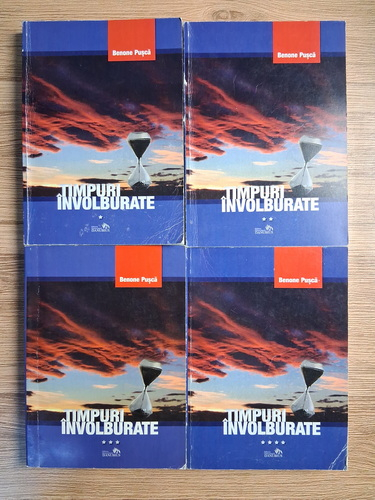 Benone Pușcă
TIMPURI
ÎNVOLBURATE
*
Benone Pușcă
TIMPURI
ÎNVOLBURATE
**
Benone Pușcă
TIMPURI
ÎNVOLBURATE
***
Benone Pușcă
TIMPURI
ÎNVOLBURATE
****